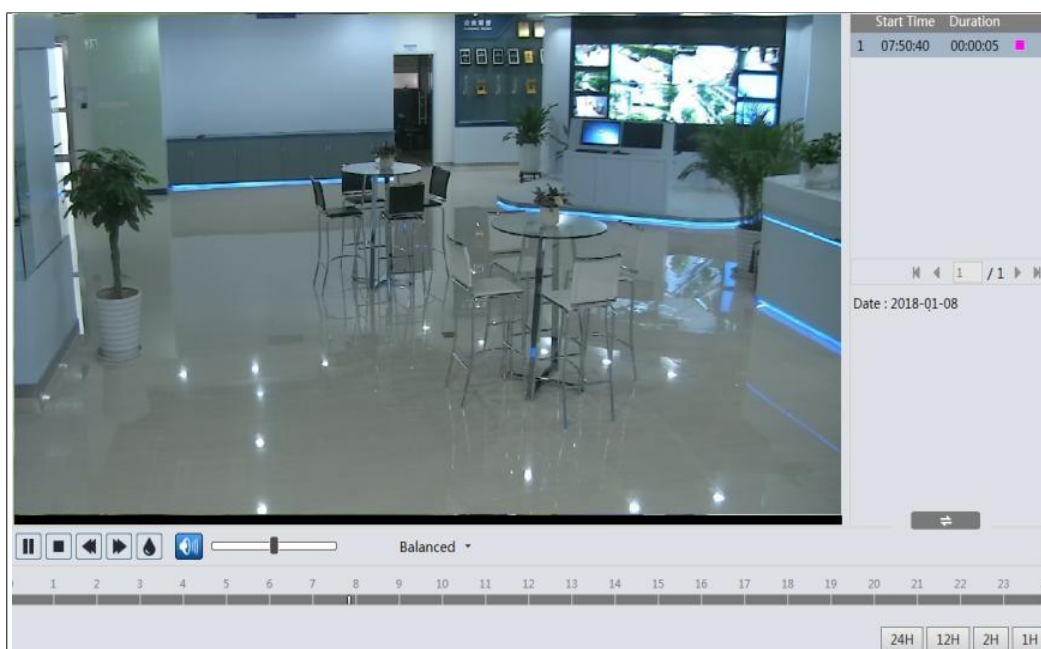 Start Time Duration
1 07:50:40 00:00:05
1 / 1
Date : 2018-01-08
Balanced
1 2 3 4 5 6 7 8 9 10 11 12 13 14 15 16 17 18 19 20 21 22 23
24H 12H 2H 1H